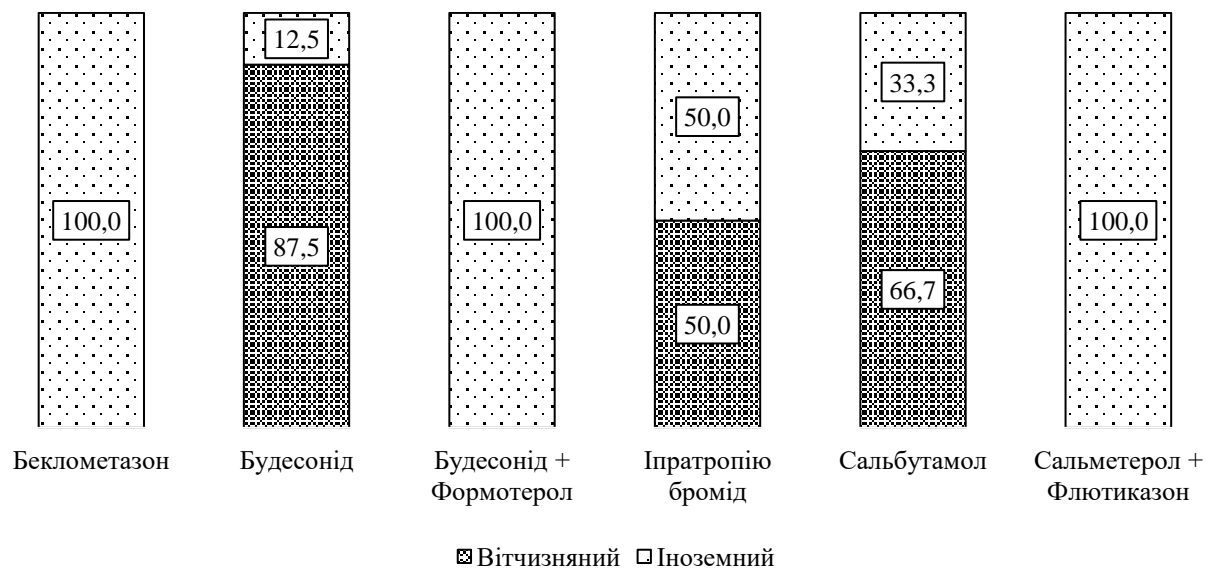 12,5
33,3
50,0
100,0
87,5
100,0
50,0
66,7
100,0
Беклометазон
Будесонід
Будесонід +
Формотерол
Іпратропію
бромід
Сальбутамол
Сальметерол +
Флютиказон
Вітчизняний
Іноземний